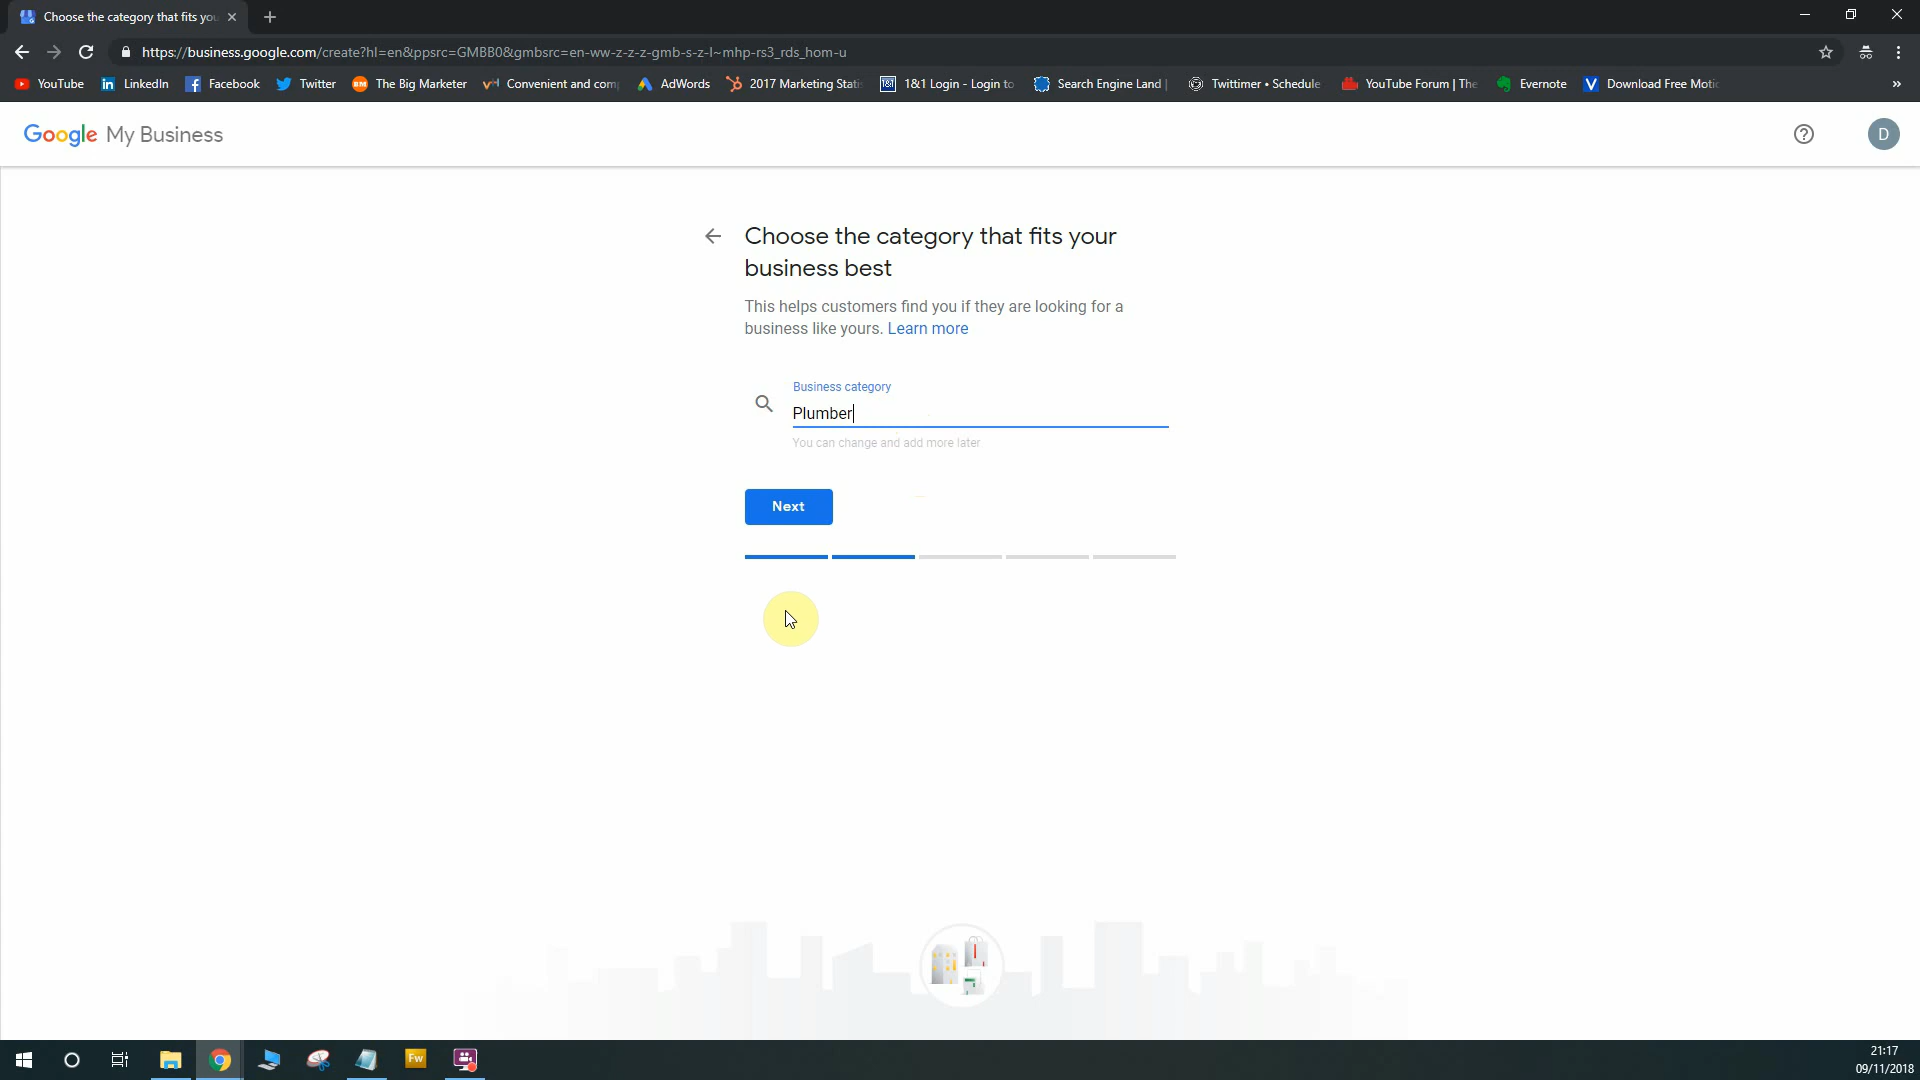 Choose the category that fits you
https://business.google.com/create?hl=en&ppsrc=GMBB0&gmbsrc=en-ww-z-z-z-gmb-s-z-l~mhp-rs3_rds_hom-u
YouTube LinkedIn Facebook Twitter The Big Marketer Convenient and com AdWords 2017 Marketing Stati 1&1 Login - Login to Search Engine Land | Twittimer • Schedule YouTube Forum | The Evernote Download Free Motic »
Google My Business
D
Choose the category that fits your
business best
This helps customers find you if they are looking for a
business like yours. Learn more
Business category
Plumber
You can change and add more later
Next
Fw
21:17
09/11/2018